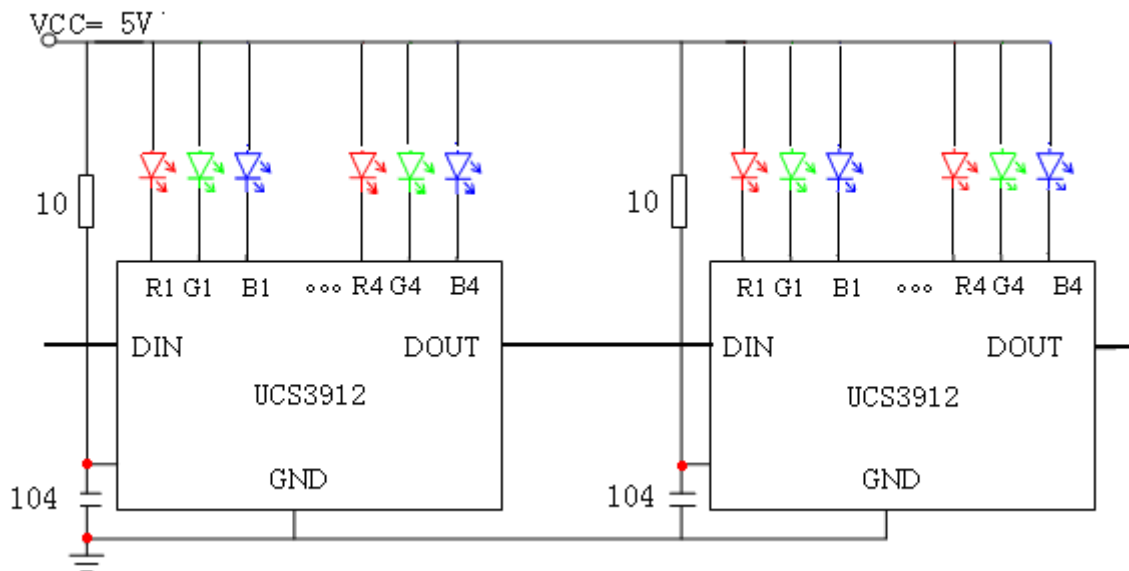 VCC= 5V
10
10
R1 G1 B1 ∘∘∘ R4 G4 B4
R1 G1 B1 ∘∘∘ R4 G4 B4
DIN DOUT
DIN DOUT
UCS3912
UCS3912
GND
GND
104
104